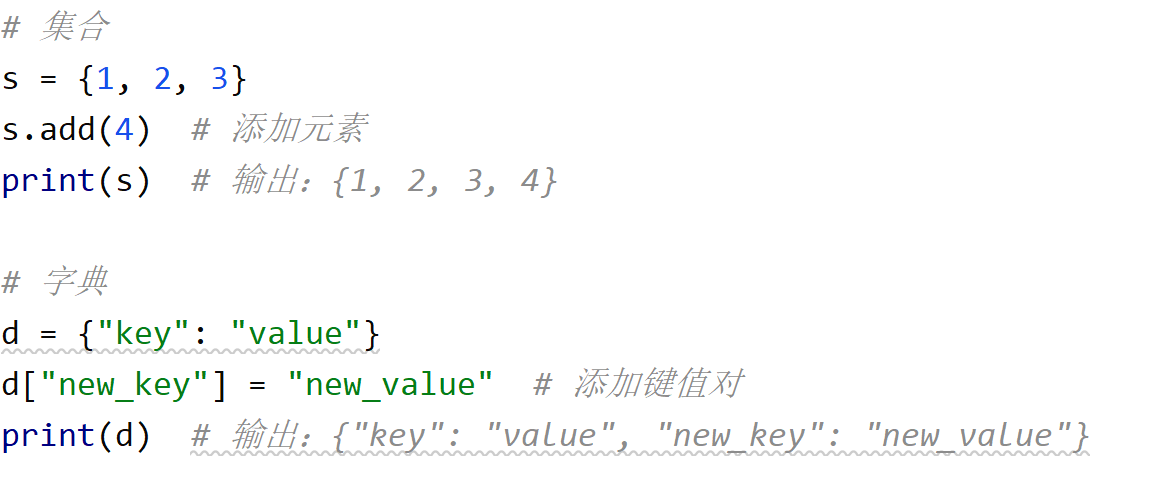 # 集合
s = {1, 2, 3}
s.add(4)  # 添加元素
print(s)  # 输出：{1, 2, 3, 4}
# 字典
d = {"key": "value"}
d["new_key"] = "new_value"  # 添加键值对
print(d)  # 输出：{"key": "value", "new_key": "new_value"}